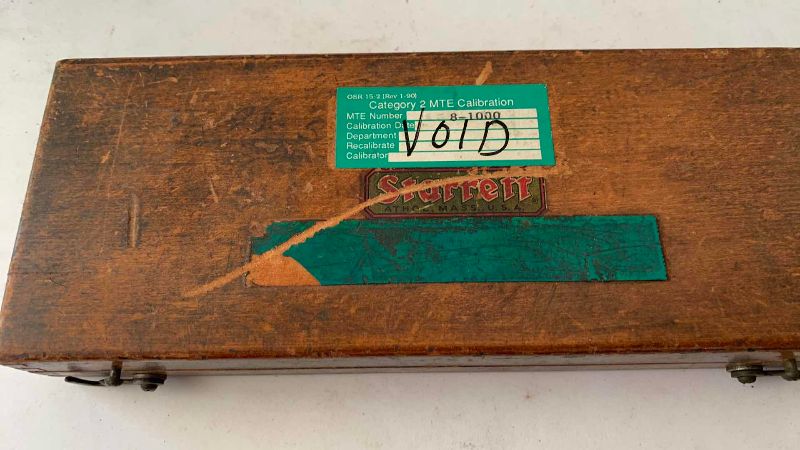 OSR 15/2 (Rev 1-90)
Category 2 MTE Calibration
MTE Number 8-1000
Calibration Date
Department
Recalibrate
Calibrator
VOID
Starrett
ATHOL, MASS. U.S.A.